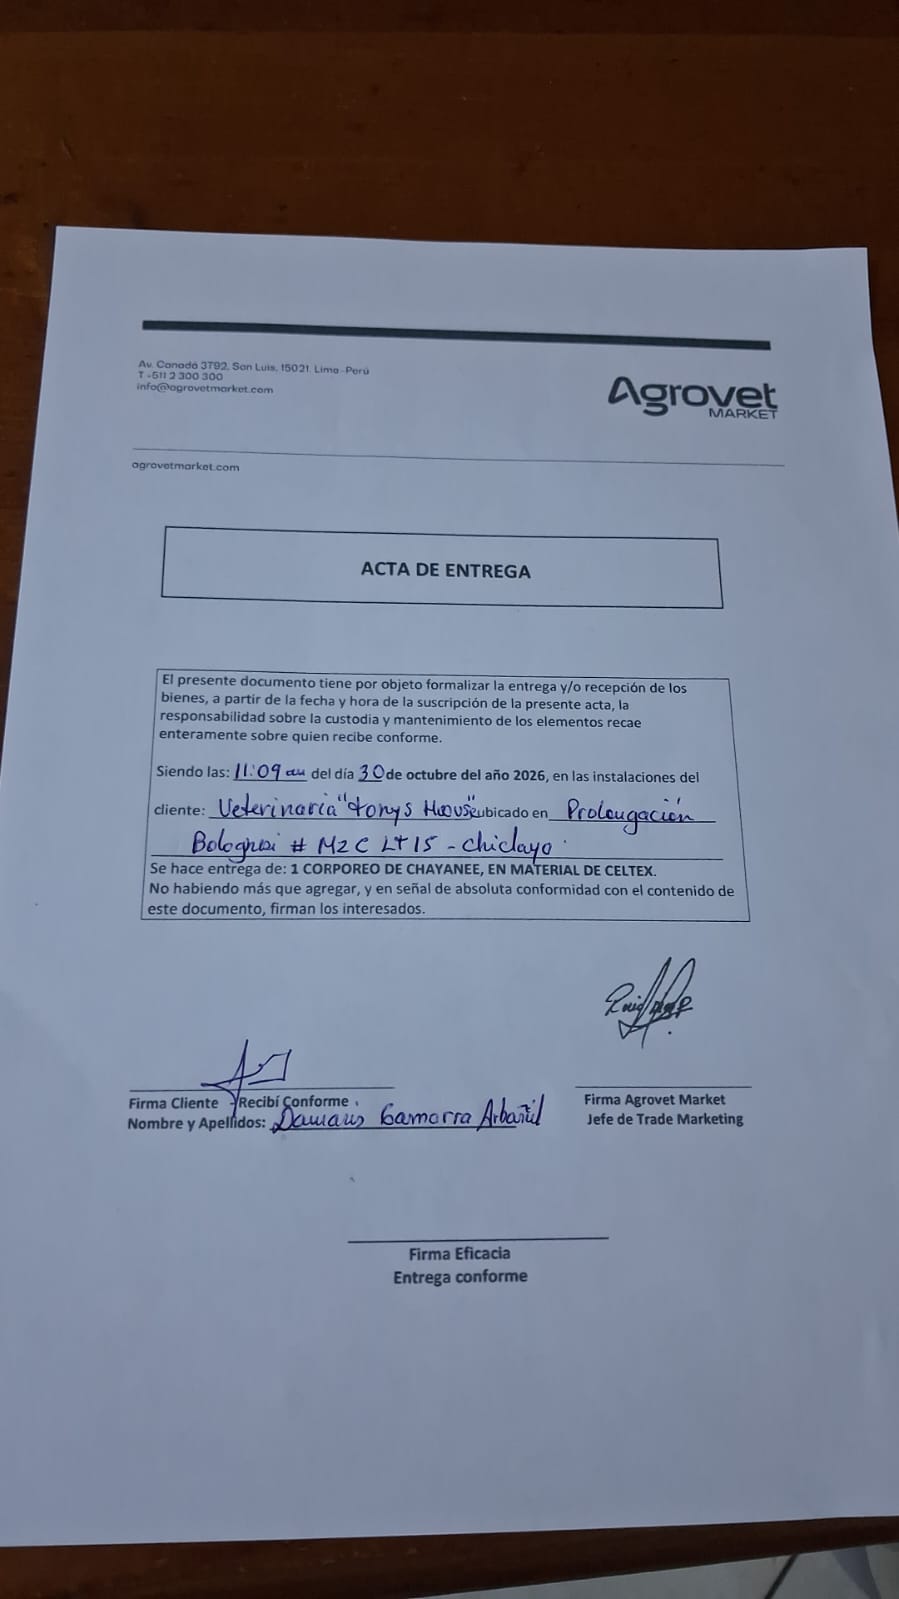 Av. Canadá 3792, San Luis, 15021, Lima-Perú
T +511 2 300 300
info@agrovetmarket.com
Agrovet
MARKET
agrovetmarket.com
ACTA DE ENTREGA
El presente documento tiene por objeto formalizar la entrega y/o recepción de los
bienes, a partir de la fecha y hora de la suscripción de la presente acta, la
responsabilidad sobre la custodia y mantenimiento de los elementos recae
enteramente sobre quien recibe conforme.
Siendo las: 11:09 am del día 30 de octubre del año 2026, en las instalaciones del
cliente: Veterinaria "tonys House" ubicado en Prolongación
Bolognesi # MZ C LT 15 - chiclayo
Se hace entrega de: 1 CORPOREO DE CHAYANEE, EN MATERIAL DE CELTEX.
No habiendo más que agregar, y en señal de absoluta conformidad con el contenido de
este documento, firman los interesados.
Firma Cliente Recibí Conforme
Nombre y Apellidos: Damaris Gamarra Arbañil
Firma Agrovet Market
Jefe de Trade Marketing
Firma Eficacia
Entrega conforme